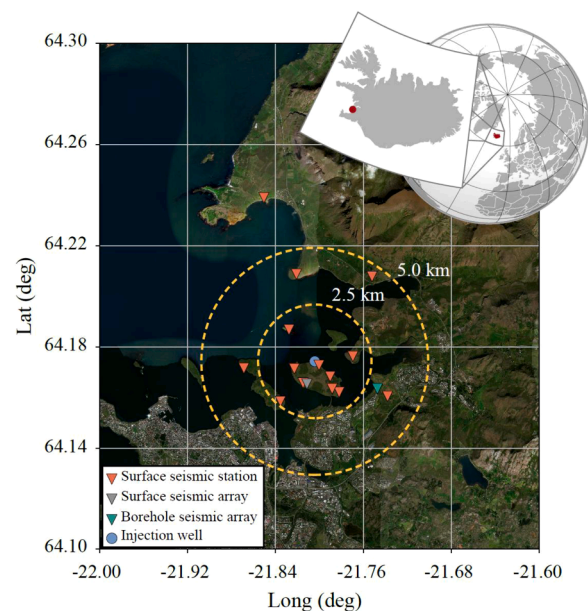 64.30
64.26
64.22
64.18
64.14
64.10
Lat (deg)
5.0 km
2.5 km
Surface seismic station
Surface seismic array
Borehole seismic array
Injection well
-22.00 -21.92 -21.84 -21.76 -21.68 -21.60
Long (deg)